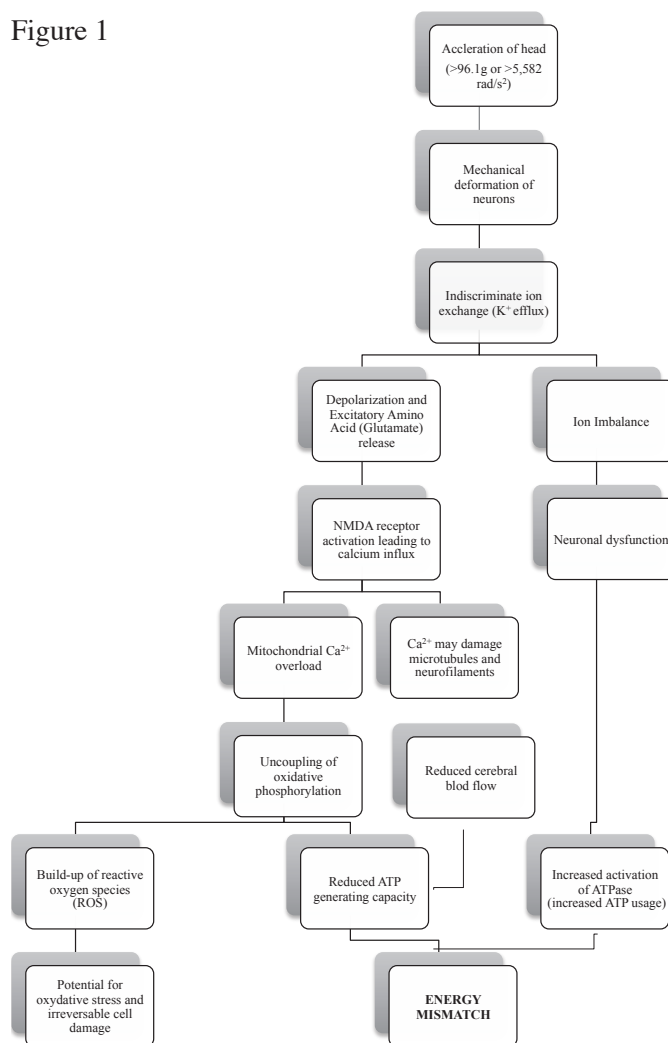 Figure 1
Accleration of head
(>96.1g or >5,582
rad/s²)
Mechanical
deformation of
neurons
Indiscriminate ion
exchange (K⁺ efflux)
Depolarization and
Excitatory Amino
Acid (Glutamate)
release
Ion Imbalance
NMDA receptor
activation leading to
calcium influx
Neuronal dysfunction
Mitochondrial Ca²⁺
overload
Ca²⁺ may damage
microtubules and
neurofilaments
Uncoupling of
oxidative
phosphorylation
Reduced cerebral
blod flow
Build-up of reactive
oxygen species
(ROS)
Reduced ATP
generating capacity
Increased activation
of ATPase
(increased ATP usage)
Potential for
oxydative stress and
irreversable cell
damage
ENERGY
MISMATCH